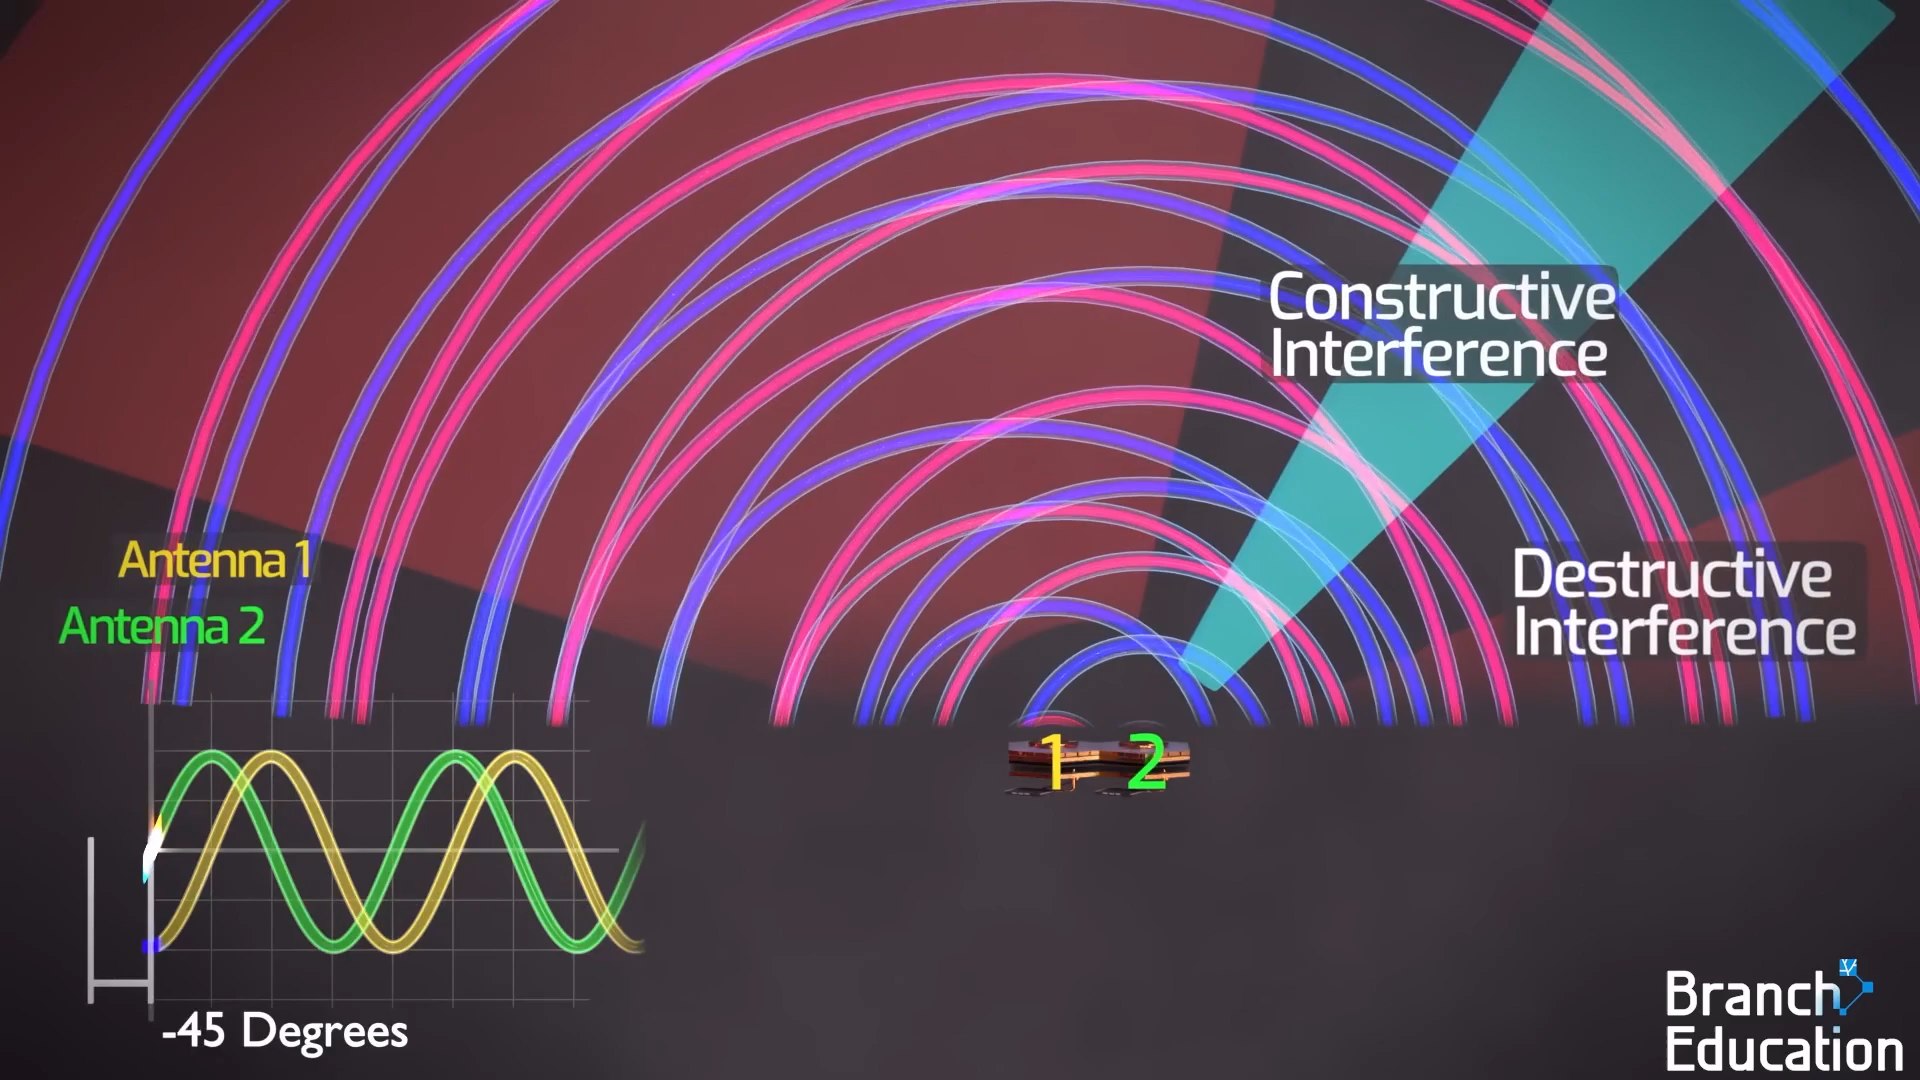 Constructive
Interference
Antenna 1
Antenna 2
Destructive
Interference
1 2
-45 Degrees
Branch
Education